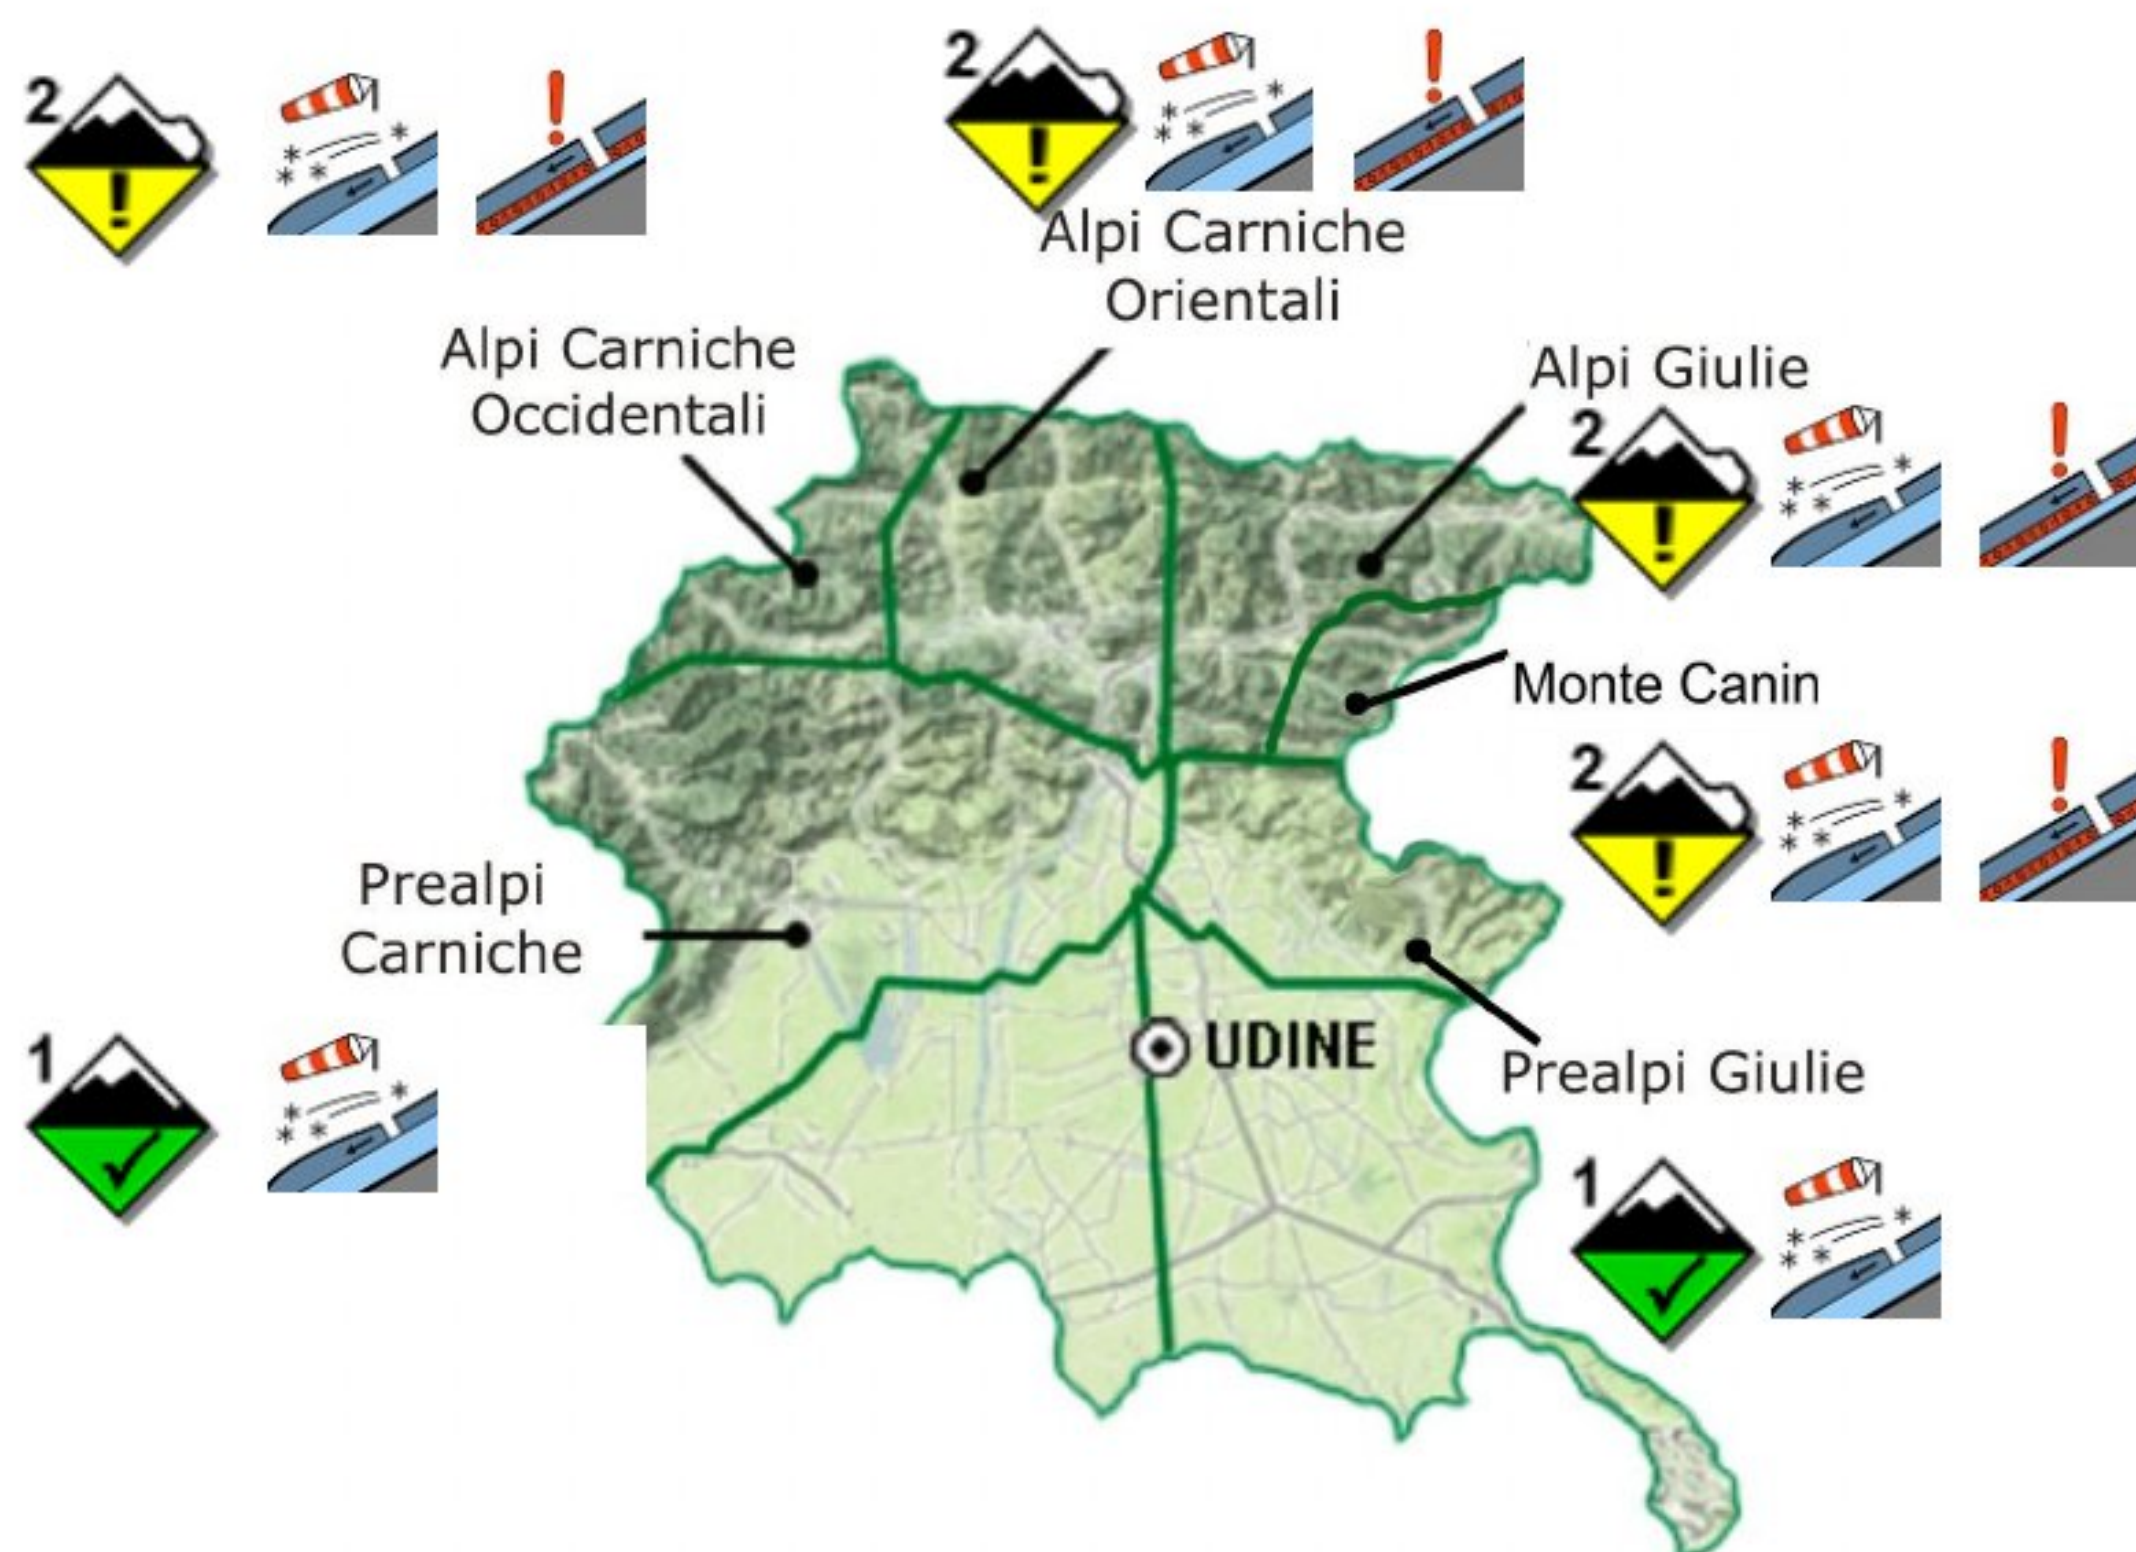 2
2
Alpi Carniche
Orientali
Alpi Carniche
Occidentali
Alpi Giulie
2
Monte Canin
2
Prealpi
Carniche
1
UDINE
Prealpi Giulie
1